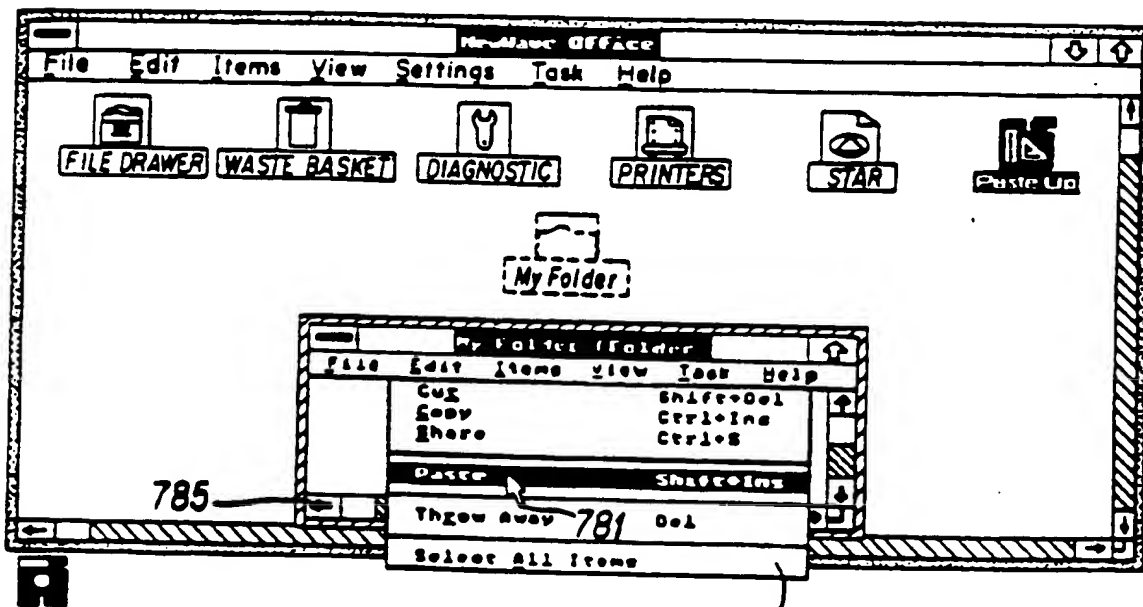 NewWave Office
File Edit Items View Settings Task Help
FILE DRAWER WASTE BASKET DIAGNOSTIC PRINTERS STAR Paste Up
My Folder
My Folder (Folder
File Edit Items View Task Help
Cut Shift+Del
Copy Ctrl+Ins
Share Ctrl+S
Paste Shift+Ins
785
781
Throw Away Del
Select All Items